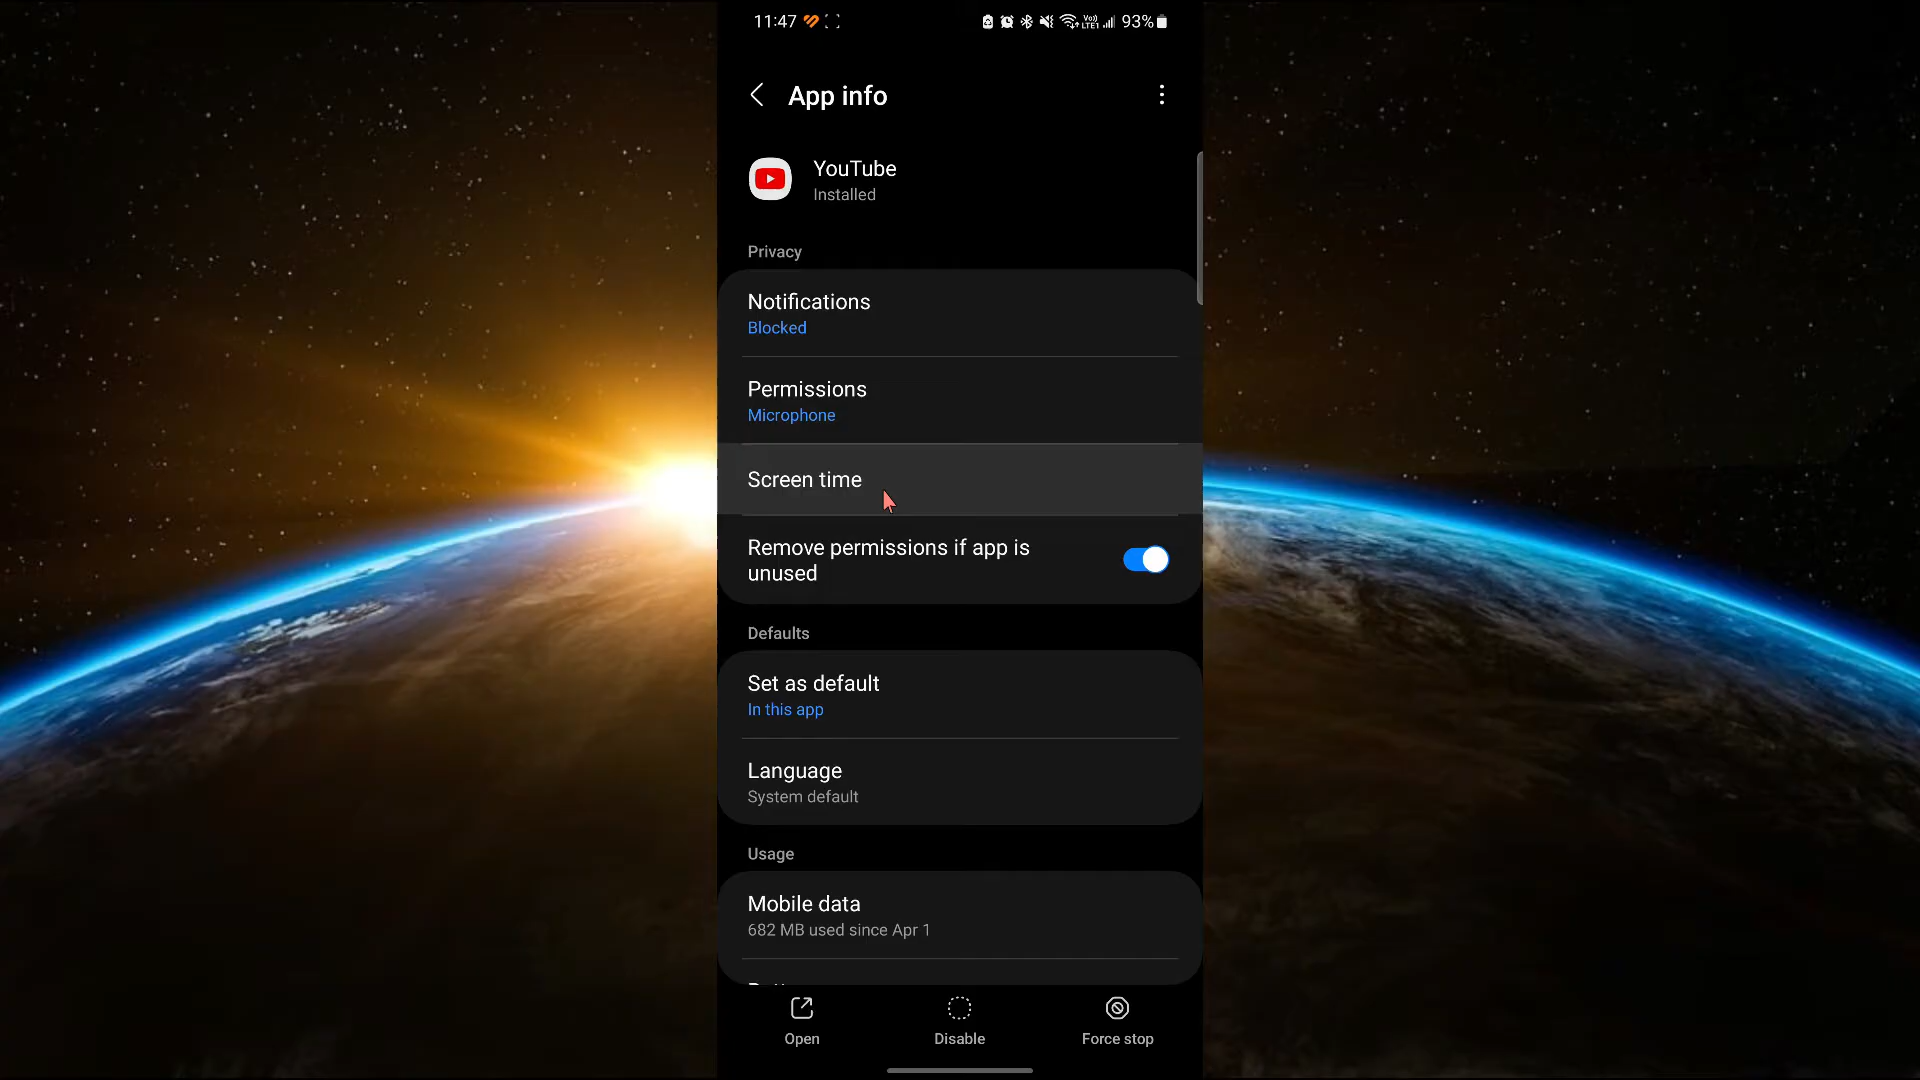 11:47
Vo)) LTE1 93%
App info
YouTube
Installed
Privacy
Notifications
Blocked
Permissions
Microphone
Screen time
Remove permissions if app is
unused
Defaults
Set as default
In this app
Language
System default
Usage
Mobile data
682 MB used since Apr 1
Open
Disable
Force stop